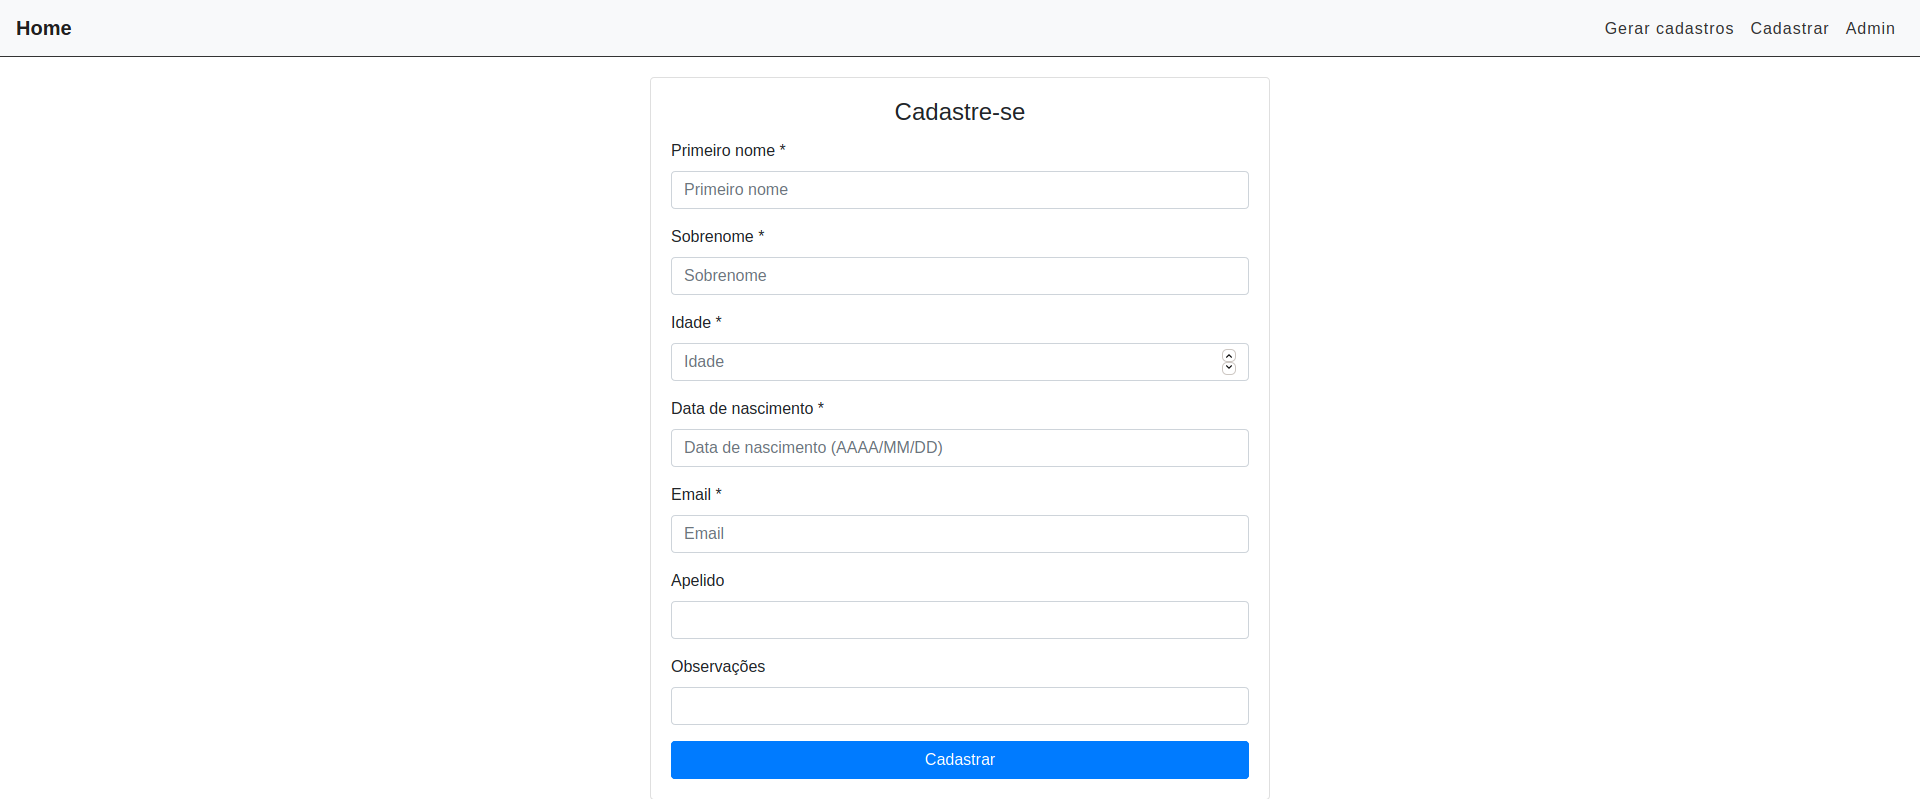 Home Gerar cadastros Cadastrar Admin
Cadastre-se
Primeiro nome *
Primeiro nome
Sobrenome *
Sobrenome
Idade *
Idade
Data de nascimento *
Data de nascimento (AAAA/MM/DD)
Email *
Email
Apelido
Observações
Cadastrar